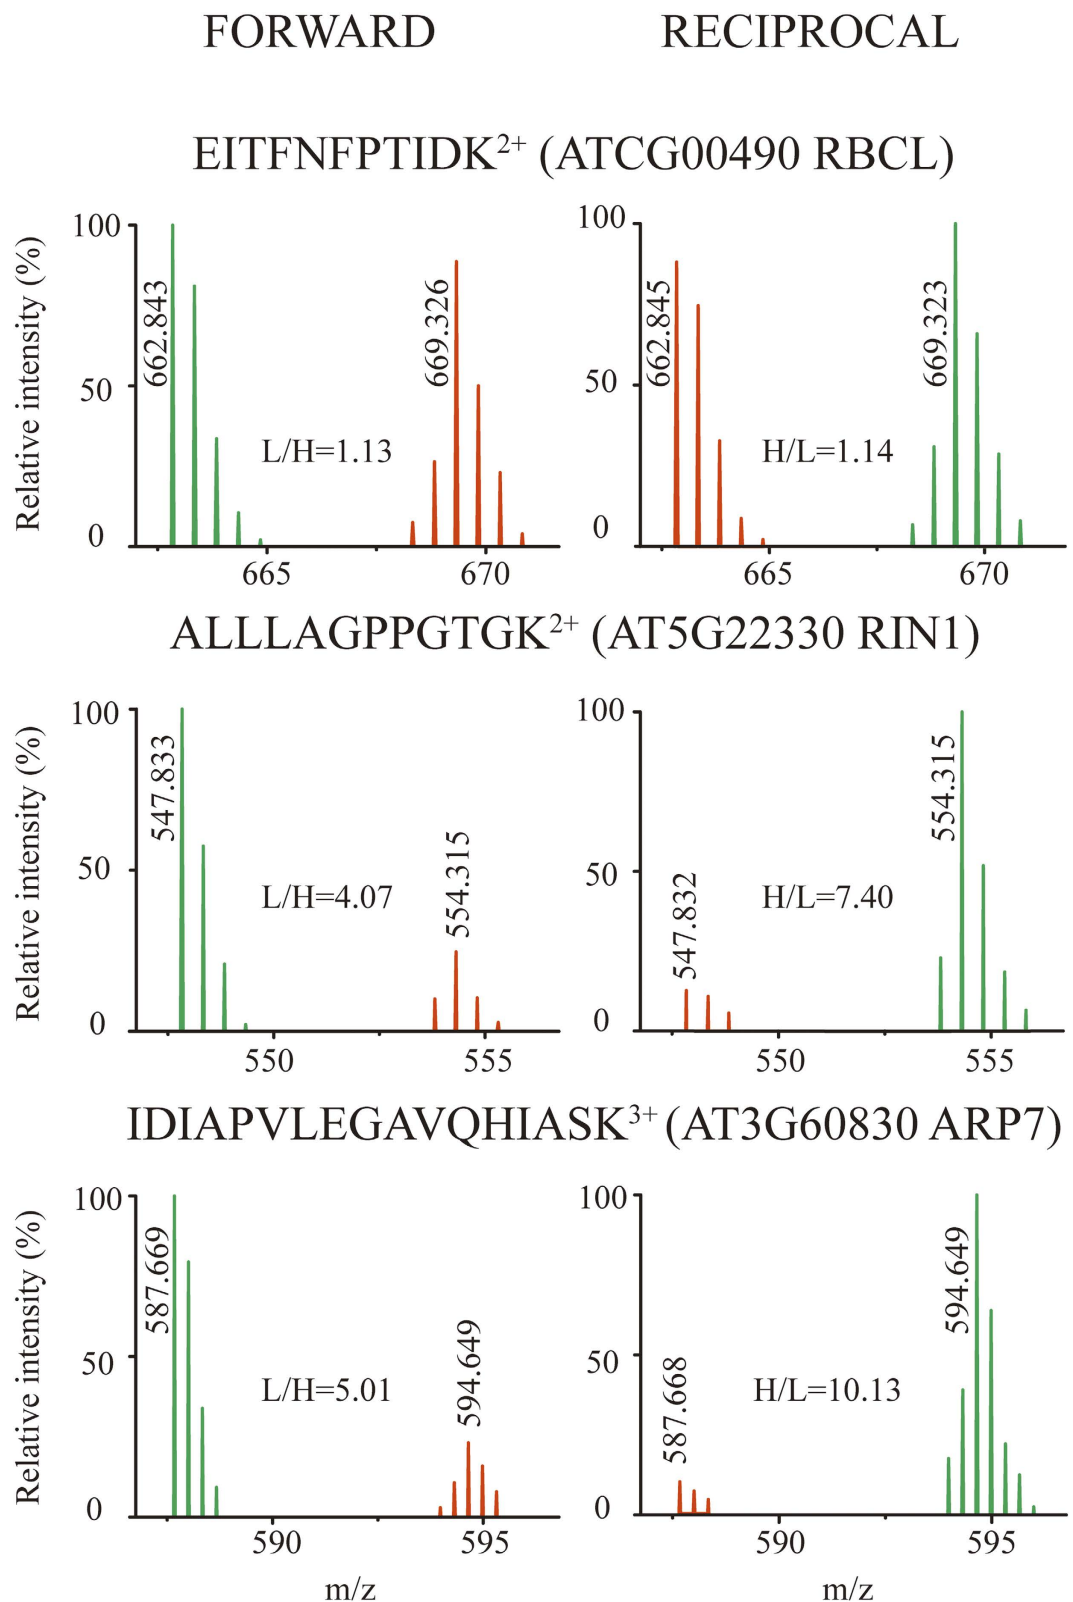 FORWARD RECIPROCAL
EITFNFPTIDK²⁺ (ATCG00490 RBCL)
Relative intensity (%)
100
50
0
662.843
669.326
L/H=1.13
665 670
100
50
0
662.845
669.323
H/L=1.14
665 670
ALLLAGPPGTGK²⁺ (AT5G22330 RIN1)
Relative intensity (%)
100
50
0
547.833
554.315
L/H=4.07
550 555
100
50
0
547.832
554.315
H/L=7.40
550 555
IDIAPVLEGAVQHIASK³⁺ (AT3G60830 ARP7)
Relative intensity (%)
100
50
0
587.669
594.649
L/H=5.01
590 595
m/z
100
50
0
587.668
594.649
H/L=10.13
590 595
m/z